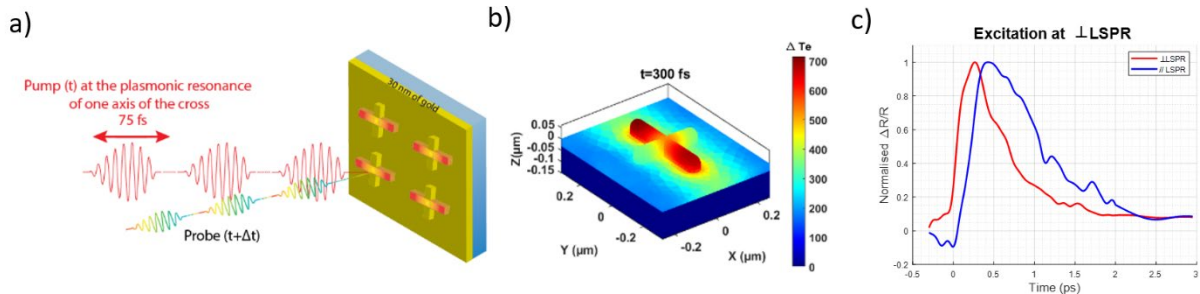 a)
Pump (t) at the plasmonic resonance
of one axis of the cross
75 fs
30 nm of gold
Probe (t+Δt)
b)
Δ Te
t=300 fs
700
600
500
400
300
200
100
0
0.05
0
-0.05
-0.1
-0.15
Z(μm)
0.2
0
-0.2
Y (μm)
-0.2
0
0.2
X (μm)
c)
Excitation at ⊥LSPR
⊥LSPR
// LSPR
Normalised ΔR/R
1
0.8
0.6
0.4
0.2
0
-0.2
-0.5
0
0.5
1
1.5
2
2.5
3
Time (ps)